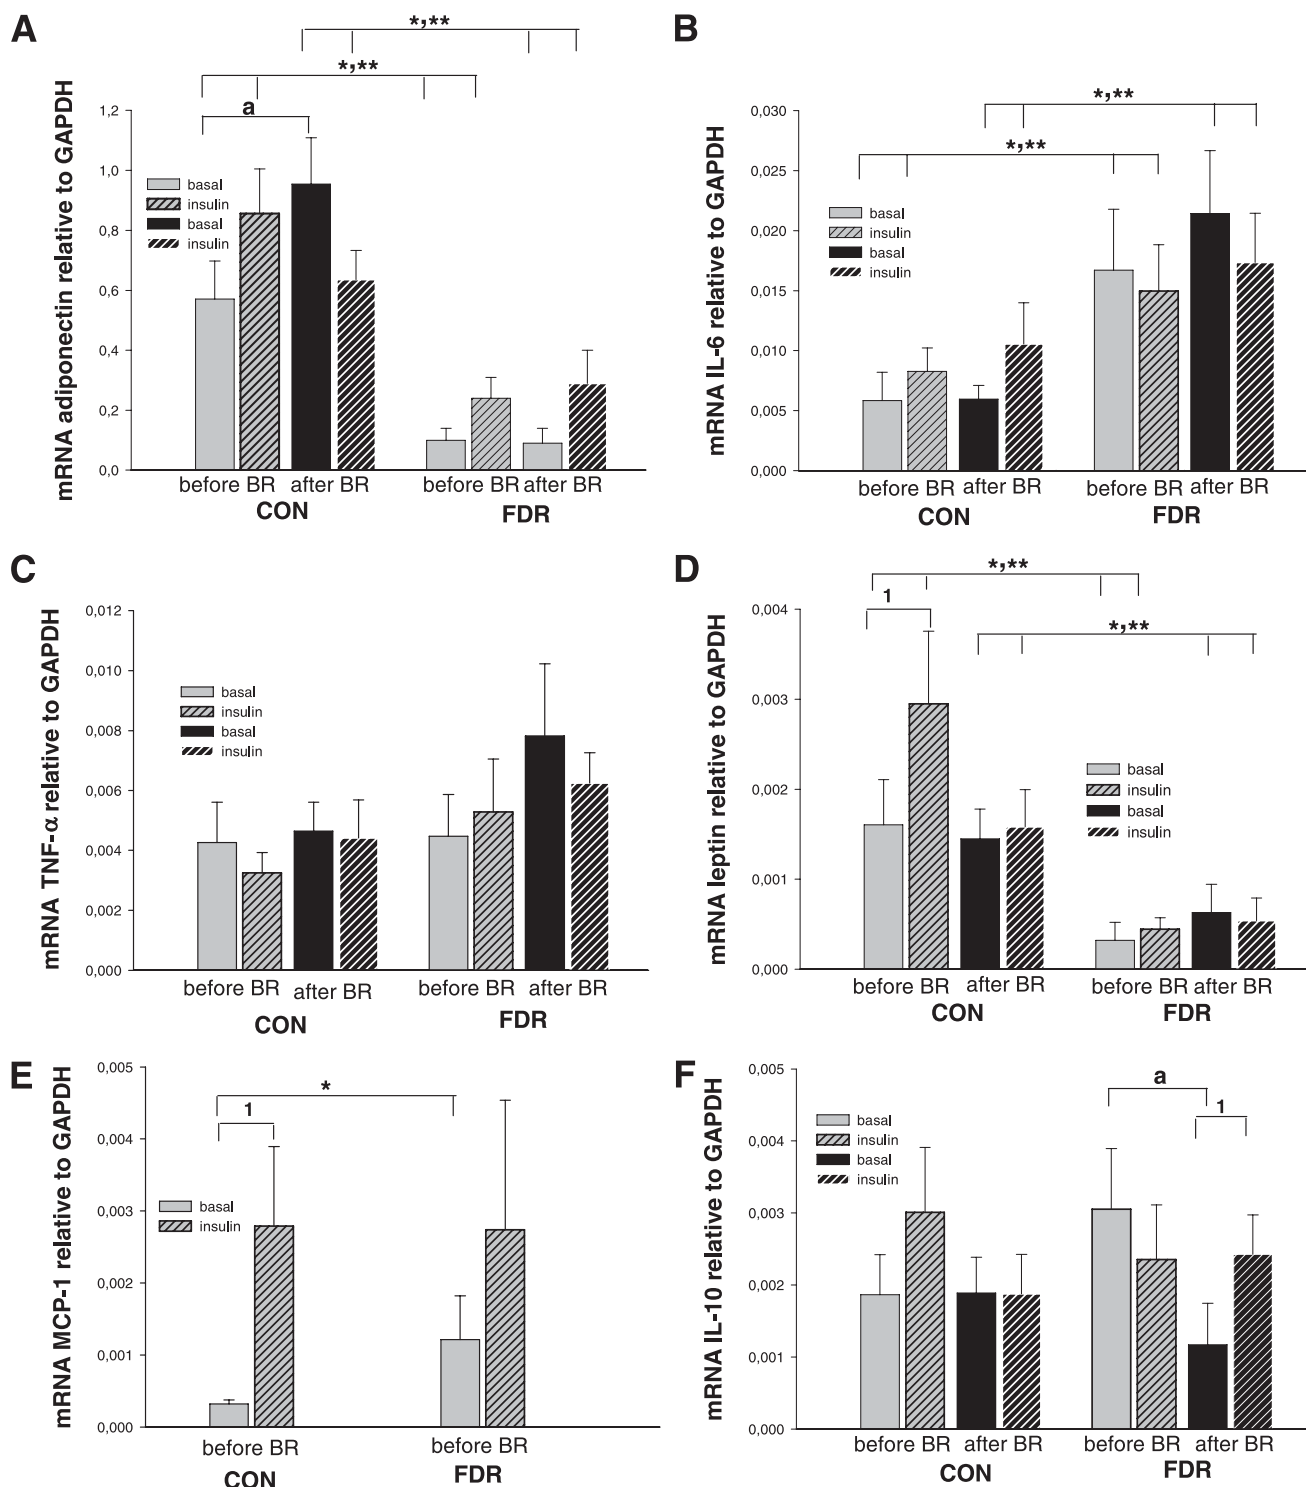 A
*,**
*,**
a
mRNA adiponectin relative to GAPDH
1,2
1,0
0,8
0,6
0,4
0,2
0,0
basal
insulin
basal
insulin
before BR after BR before BR after BR
CON FDR
B
*,**
*,**
mRNA IL-6 relative to GAPDH
0,030
0,025
0,020
0,015
0,010
0,005
0,000
basal
insulin
basal
insulin
before BR after BR before BR after BR
CON FDR
C
mRNA TNF-α relative to GAPDH
0,012
0,010
0,008
0,006
0,004
0,002
0,000
basal
insulin
basal
insulin
before BR after BR before BR after BR
CON FDR
D
*,**
1
*,**
mRNA leptin relative to GAPDH
0,004
0,003
0,002
0,001
0,000
basal
insulin
basal
insulin
before BR after BR before BR after BR
CON FDR
E
*
1
mRNA MCP-1 relative to GAPDH
0,005
0,004
0,003
0,002
0,001
0,000
basal
insulin
before BR before BR
CON FDR
F
a
1
mRNA IL-10 relative to GAPDH
0,005
0,004
0,003
0,002
0,001
0,000
basal
insulin
basal
insulin
before BR after BR before BR after BR
CON FDR